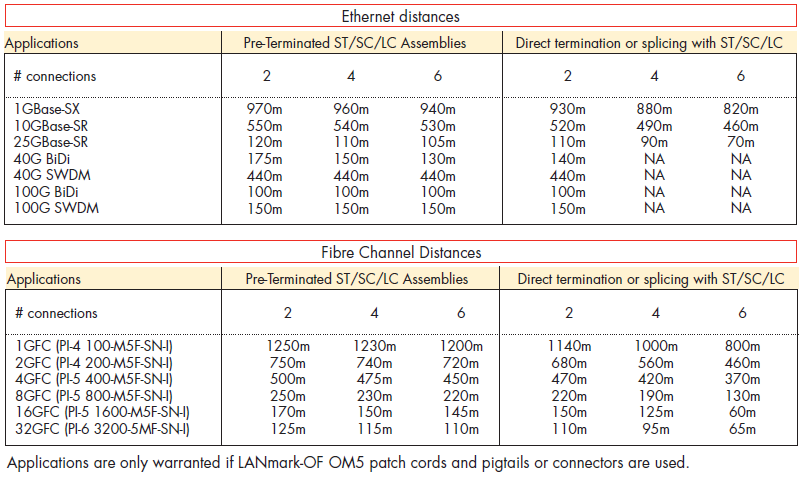 Ethernet distances
Applications Pre-Terminated ST/SC/LC Assemblies Direct termination or splicing with ST/SC/LC
# connections 2 4 6 2 4 6
1GBase-SX 970m 960m 940m 930m 880m 820m
10GBase-SR 550m 540m 530m 520m 490m 460m
25GBase-SR 120m 110m 105m 110m 90m 70m
40G BiDi 175m 150m 130m 140m NA NA
40G SWDM 440m 440m 440m 440m NA NA
100G BiDi 100m 100m 100m 100m NA NA
100G SWDM 150m 150m 150m 150m NA NA
Fibre Channel Distances
Applications Pre-Terminated ST/SC/LC Assemblies Direct termination or splicing with ST/SC/LC
# connections 2 4 6 2 4 6
1GFC (PI-4 100-M5F-SN-I) 1250m 1230m 1200m 1140m 1000m 800m
2GFC (PI-4 200-M5F-SN-I) 750m 740m 720m 680m 560m 460m
4GFC (PI-5 400-M5F-SN-I) 500m 475m 450m 470m 420m 370m
8GFC (PI-5 800-M5F-SN-I) 250m 230m 220m 220m 190m 130m
16GFC (PI-5 1600-M5F-SN-I) 170m 150m 145m 150m 125m 60m
32GFC (PI-6 3200-5MF-SN-I) 125m 115m 110m 110m 95m 65m
Applications are only warranted if LANmark-OF OM5 patch cords and pigtails or connectors are used.